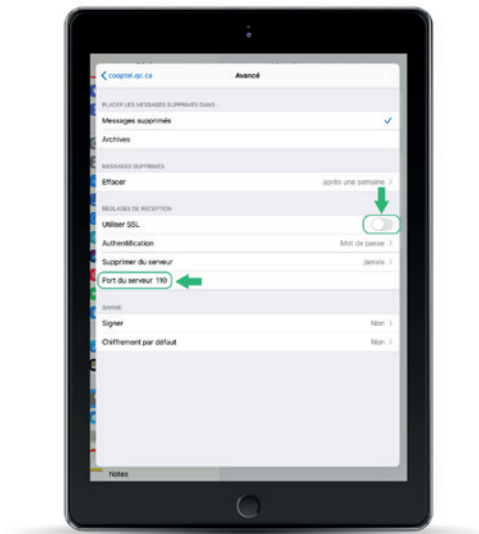 cooptel.qc.ca Avancé
PLACER LES MESSAGES SUPPRIMÉS DANS :
Messages supprimés
Archives
MESSAGES SUPPRIMÉS
Effacer après une semaine
RÉGLAGES DE RÉCEPTION
Utiliser SSL
Authentification Mot de passe
Supprimer du serveur jamais
Port du serveur 110
S/MIME
Signer Non
Chiffrement par défaut Non
Notes